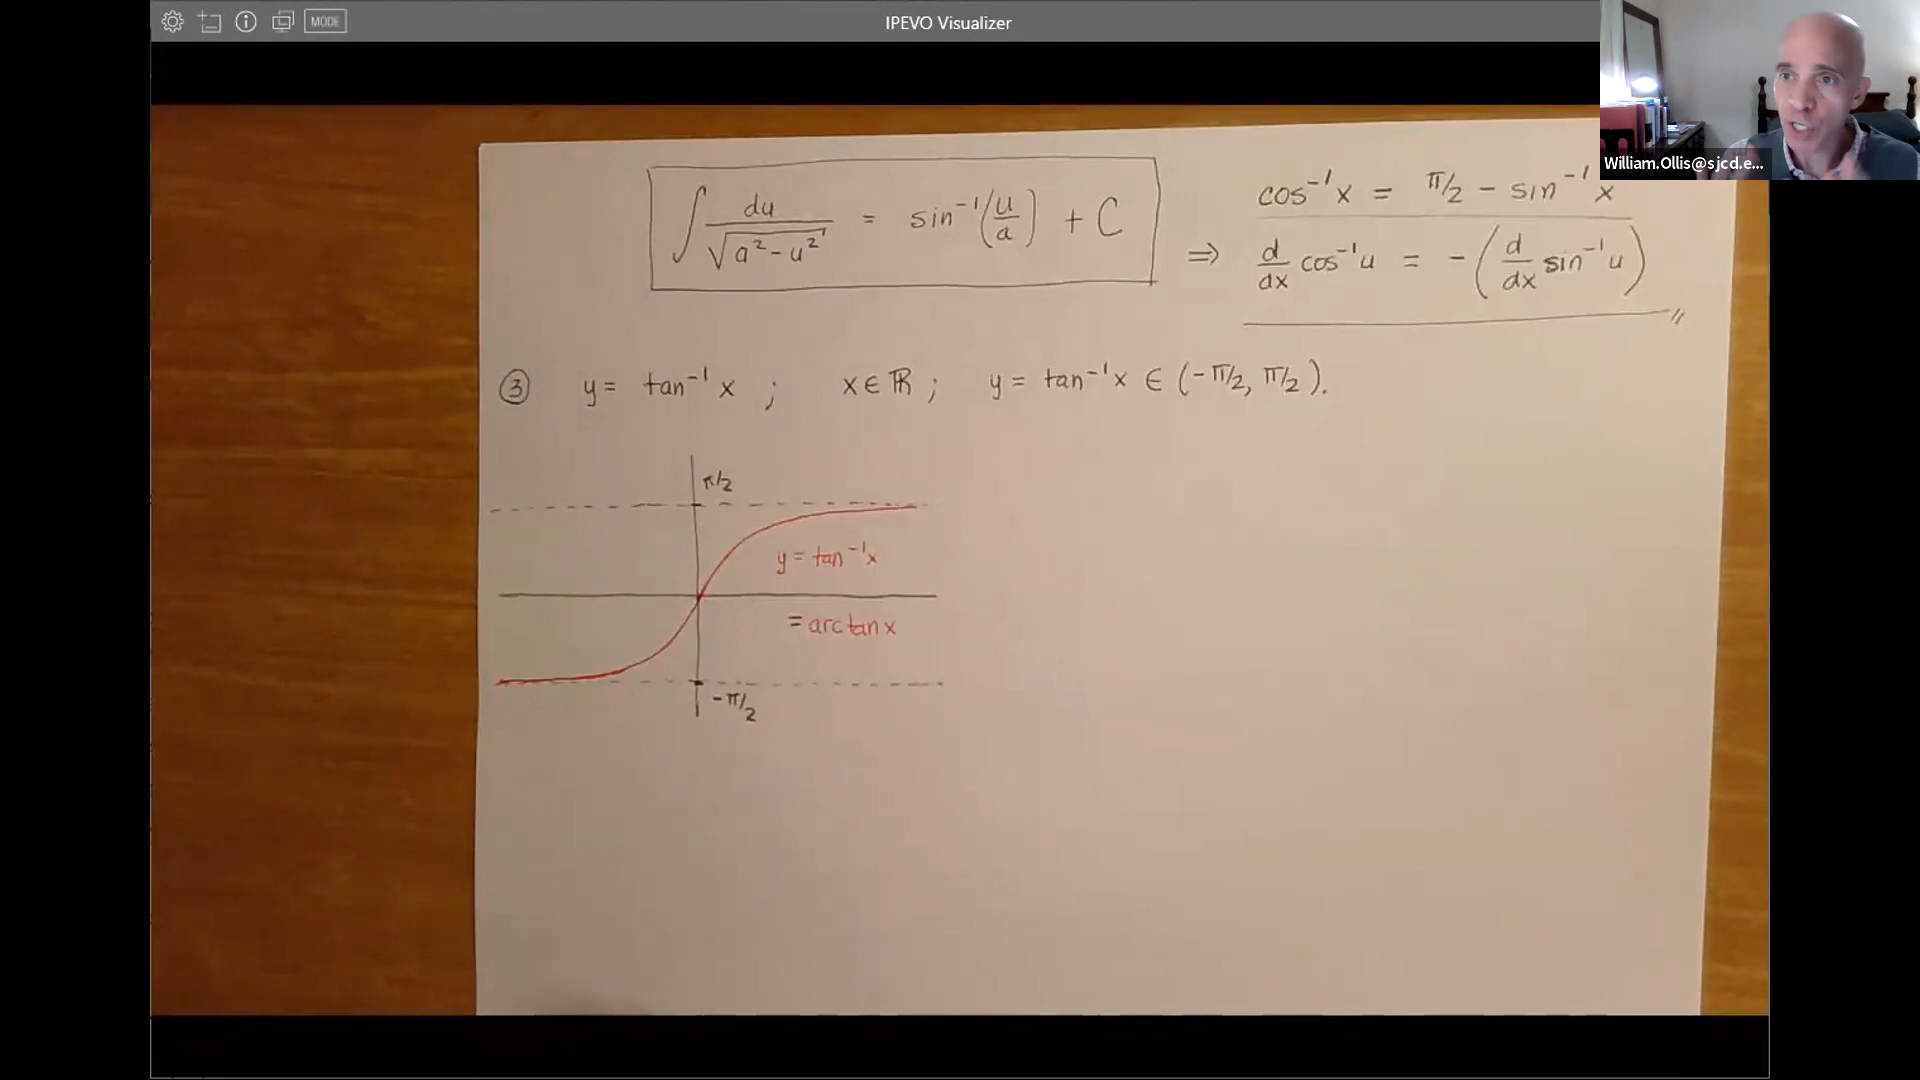 MODE
IPEVO Visualizer
William.Ollis@sjcd.e...
∫ du/√(a² - u²) = sin⁻¹(u/a) + C
cos⁻¹x = π/2 - sin⁻¹x
⇒ d/dx cos⁻¹u = -(d/dx sin⁻¹u)
③ y = tan⁻¹ x ; x ∈ ℝ ; y = tan⁻¹x ∈ (-π/2, π/2).
π/2
y = tan⁻¹x
= arctan x
-π/2